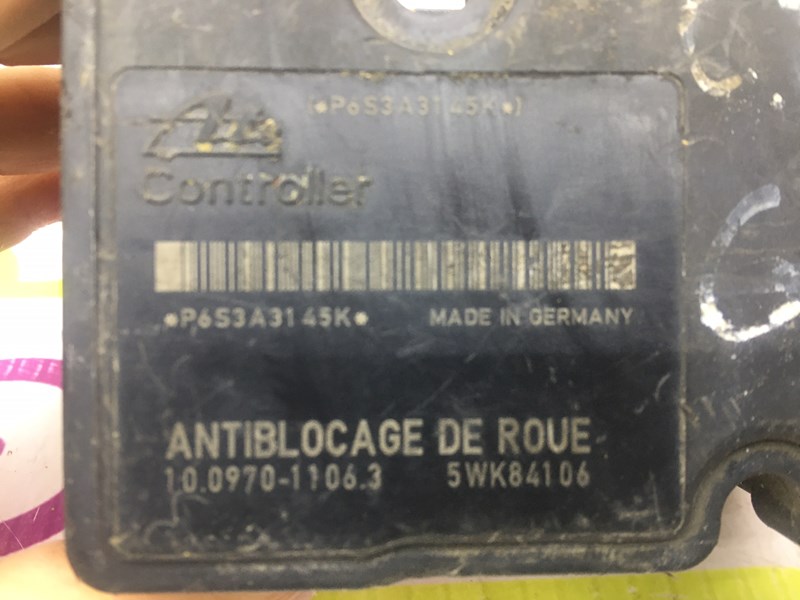 (*P6S3A3145K*)
Ate
Controller
*P6S3A3145K* MADE IN GERMANY
ANTIBLOCAGE DE ROUE
10.0970-1106.3 5WK84106